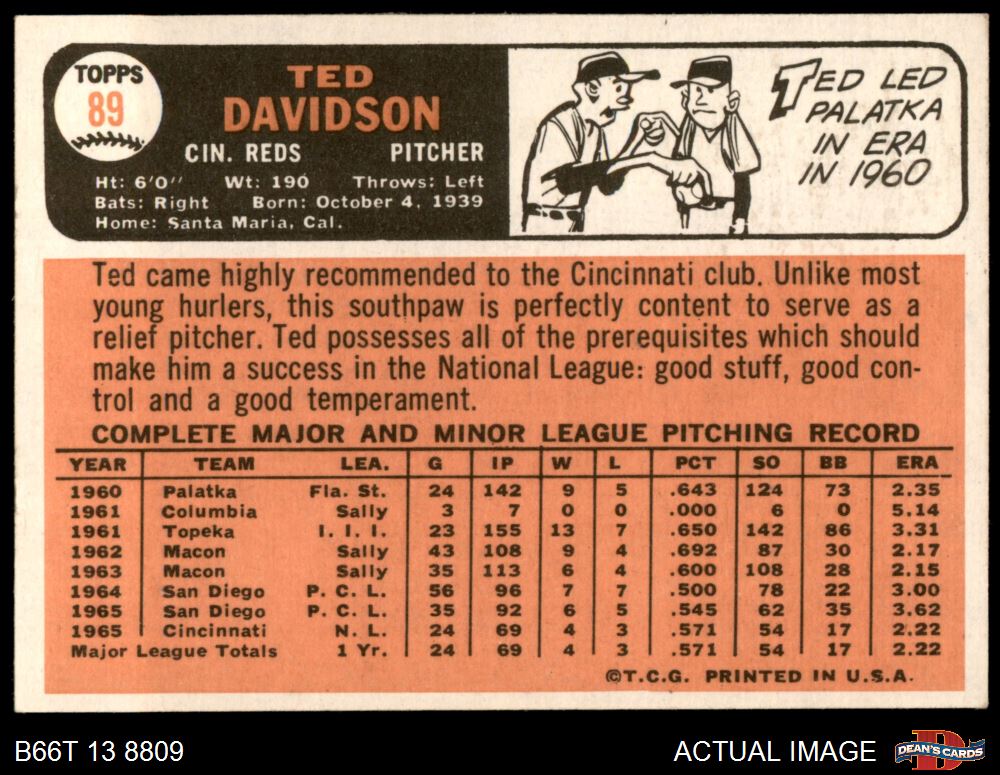 TOPPS
89
TED
DAVIDSON
CIN. REDS PITCHER
Ht: 6'0" Wt: 190 Throws: Left
Bats: Right Born: October 4, 1939
Home: Santa Maria, Cal.
TED LED
PALATKA
IN ERA
IN 1960
Ted came highly recommended to the Cincinnati club. Unlike most
young hurlers, this southpaw is perfectly content to serve as a
relief pitcher. Ted possesses all of the prerequisites which should
make him a success in the National League: good stuff, good con-
trol and a good temperament.
COMPLETE MAJOR AND MINOR LEAGUE PITCHING RECORD
YEAR TEAM LEA. G IP W L PCT SO BB ERA
1960 Palatka Fla. St. 24 142 9 5 .643 124 73 2.35
1961 Columbia Sally 3 7 0 0 .000 6 0 5.14
1961 Topeka I. I. I. 23 155 13 7 .650 142 86 3.31
1962 Macon Sally 43 108 9 4 .692 87 30 2.17
1963 Macon Sally 35 113 6 4 .600 108 28 2.15
1964 San Diego P. C. L. 56 96 7 7 .500 78 22 3.00
1965 San Diego P. C. L. 35 92 6 5 .545 62 35 3.62
1965 Cincinnati N. L. 24 69 4 3 .571 54 17 2.22
Major League Totals 1 Yr. 24 69 4 3 .571 54 17 2.22
©T.C.G. PRINTED IN U.S.A.
B66T 13 8809 ACTUAL IMAGE DEAN'S CARDS